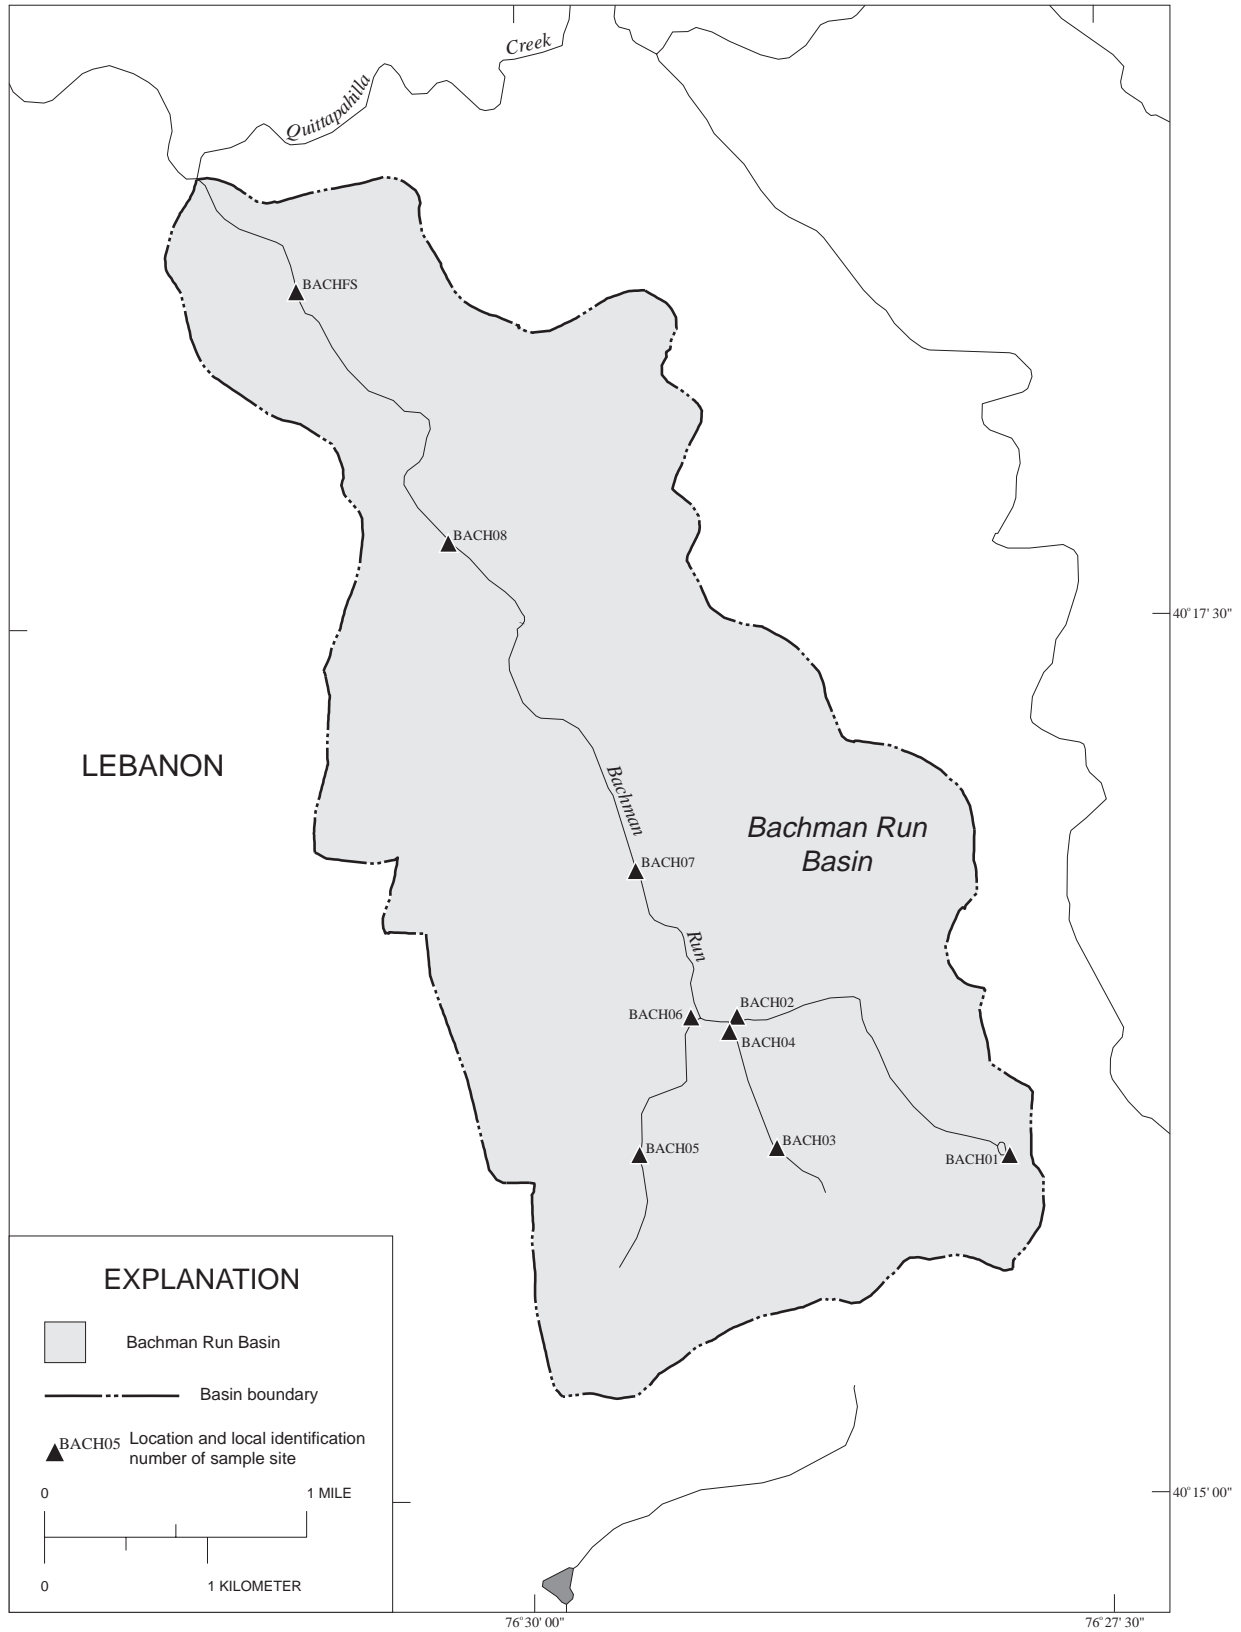 Creek
Quittapahilla
BACHFS
BACH08
40° 17' 30"
LEBANON
Bachman
Bachman Run
Basin
BACH07
Run
BACH02
BACH06
BACH04
BACH03
BACH05
BACH01
EXPLANATION
Bachman Run Basin
Basin boundary
BACH05
Location and local identification
number of sample site
0 1 MILE
0 1 KILOMETER
40° 15' 00"
76° 30' 00"
76° 27' 30"